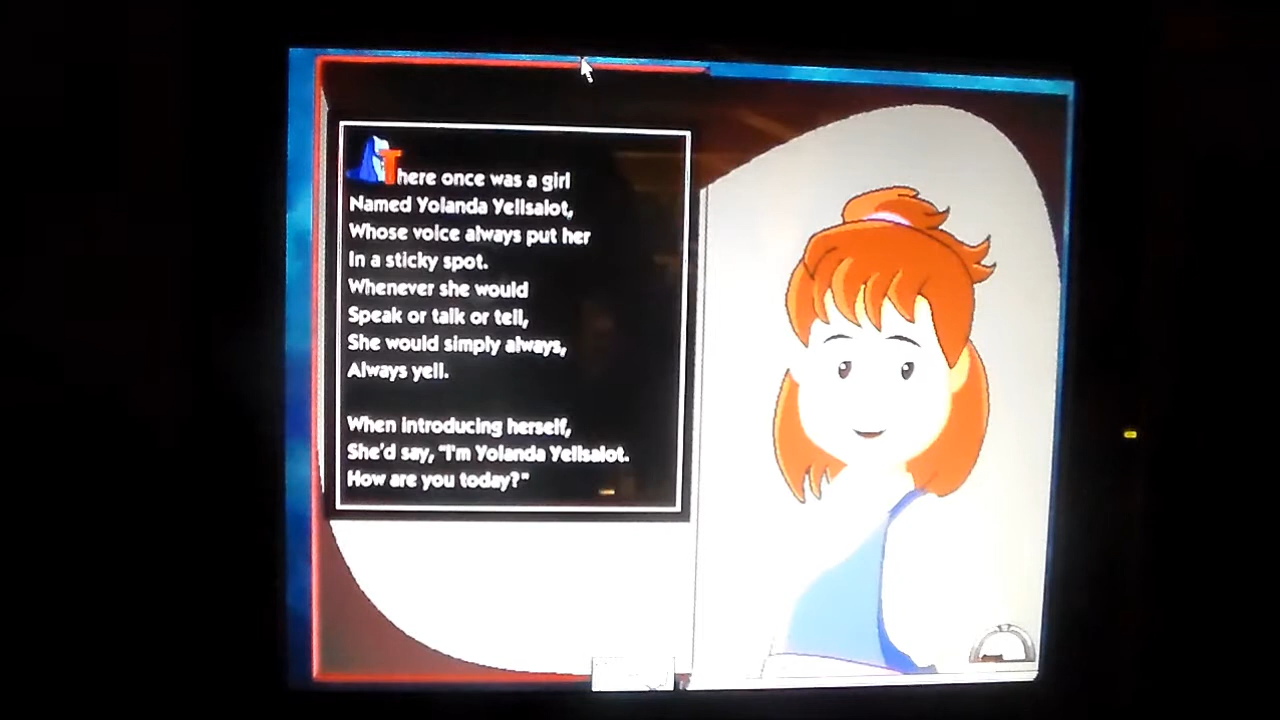 There once was a girl
Named Yolanda Yellsalot,
Whose voice always put her
In a sticky spot.
Whenever she would
Speak or talk or tell,
She would simply always,
Always yell.
When introducing herself,
She'd say, "I'm Yolanda Yellsalot.
How are you today?"